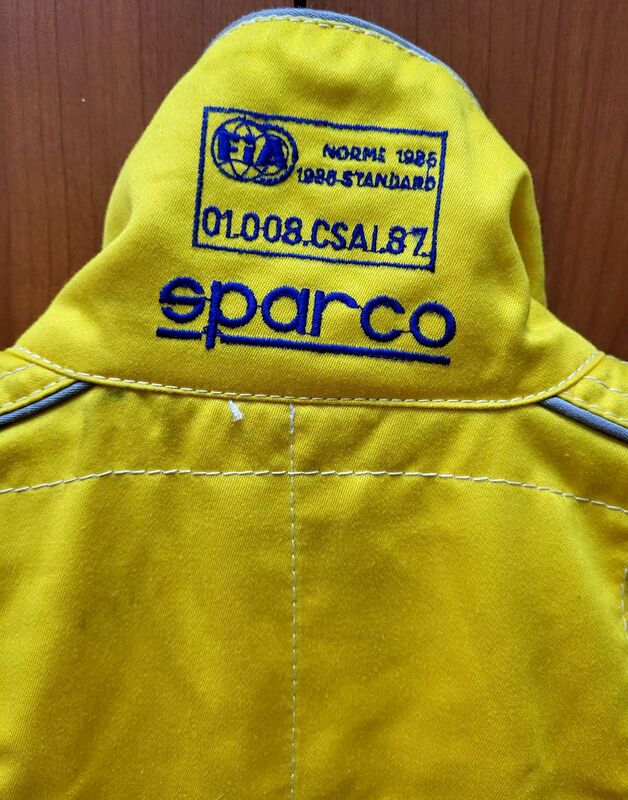 FiA
NORME 1986
1986-STANDARD
01.008.CSAI.87.
sparco